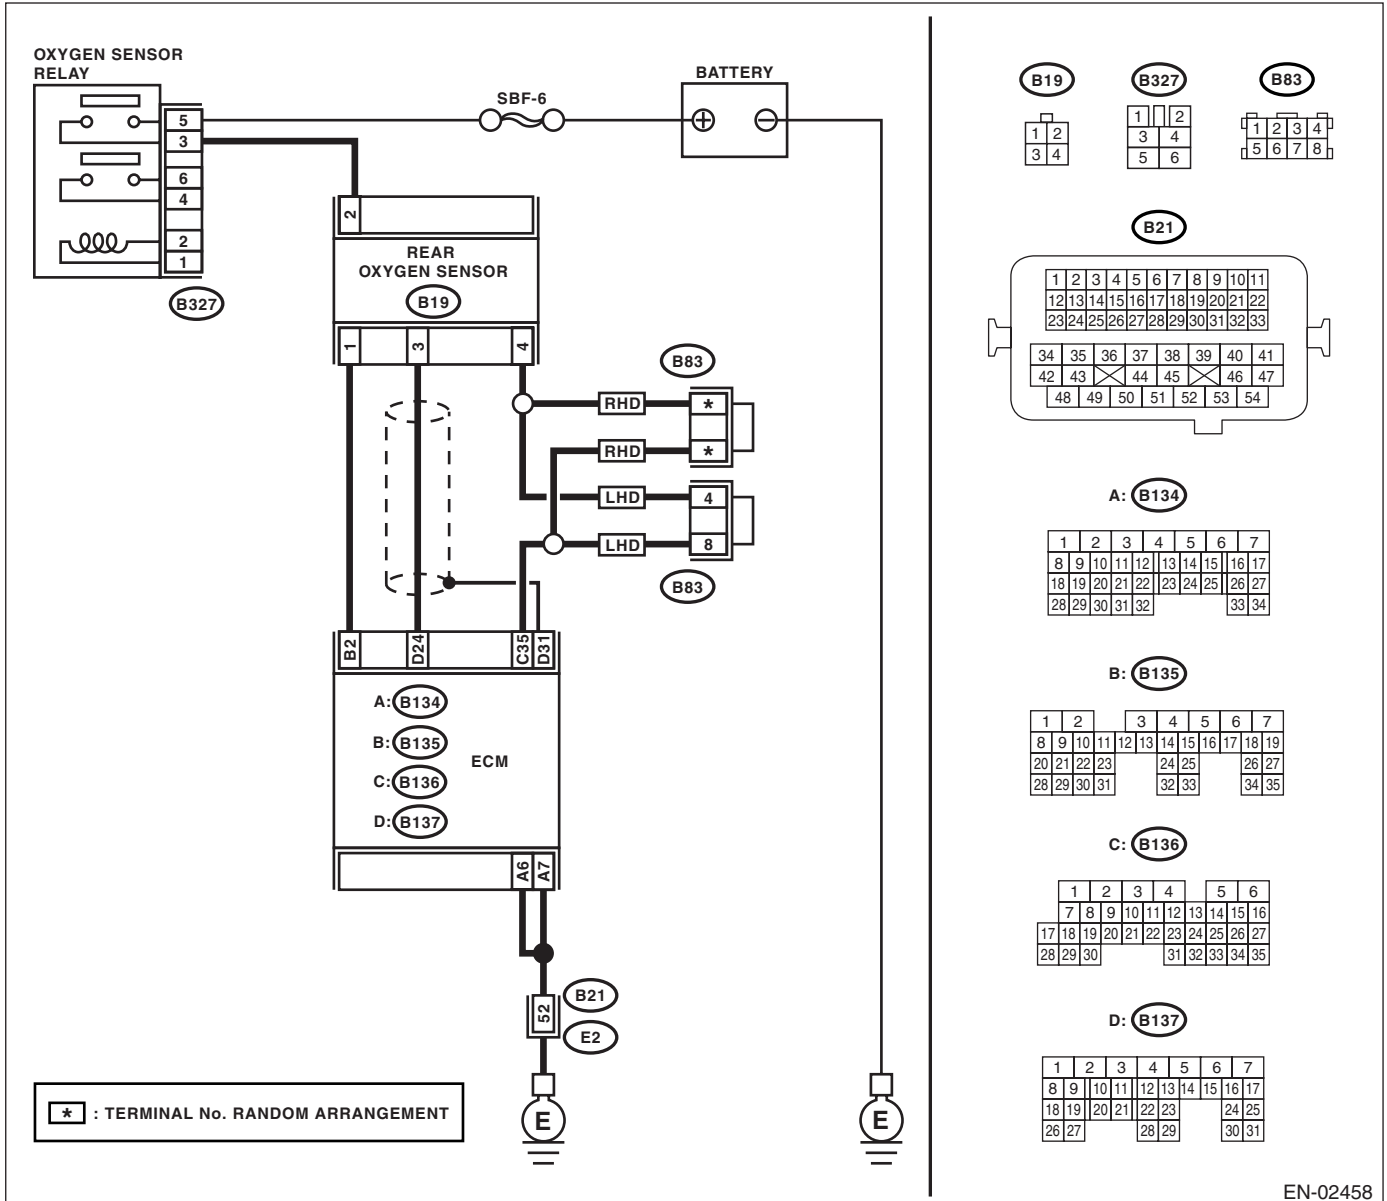 OXYGEN SENSOR
RELAY
5
3
6
4
2
1
B327
SBF-6
BATTERY
2
REAR
OXYGEN SENSOR
B19
1 3 4
B83
RHD *
RHD *
LHD 4
LHD 8
B83
B2 D24 C35 D31
A: B134
B: B135
C: B136
D: B137
ECM
A6 A7
52
B21
E2
E
E
* : TERMINAL No. RANDOM ARRANGEMENT
B19
1 2
3 4
B327
1 2
3 4
5 6
B83
1 2 3 4
5 6 7 8
B21
1 2 3 4 5 6 7 8 9 10 11
12 13 14 15 16 17 18 19 20 21 22
23 24 25 26 27 28 29 30 31 32 33
34 35 36 37 38 39 40 41
42 43 44 45 46 47
48 49 50 51 52 53 54
A: B134
1 2 3 4 5 6 7
8 9 10 11 12 13 14 15 16 17
18 19 20 21 22 23 24 25 26 27
28 29 30 31 32 33 34
B: B135
1 2 3 4 5 6 7
8 9 10 11 12 13 14 15 16 17 18 19
20 21 22 23 24 25 26 27
28 29 30 31 32 33 34 35
C: B136
1 2 3 4 5 6
7 8 9 10 11 12 13 14 15 16
17 18 19 20 21 22 23 24 25 26 27
28 29 30 31 32 33 34 35
D: B137
1 2 3 4 5 6 7
8 9 10 11 12 13 14 15 16 17
18 19 20 21 22 23 24 25
26 27 28 29 30 31
EN-02458